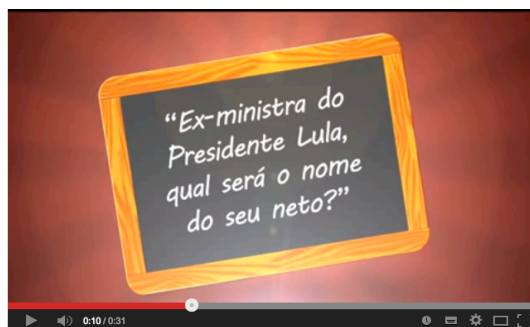 “Ex-ministra do
Presidente Lula,
qual será o nome
do seu neto?”
0:10 / 0:31